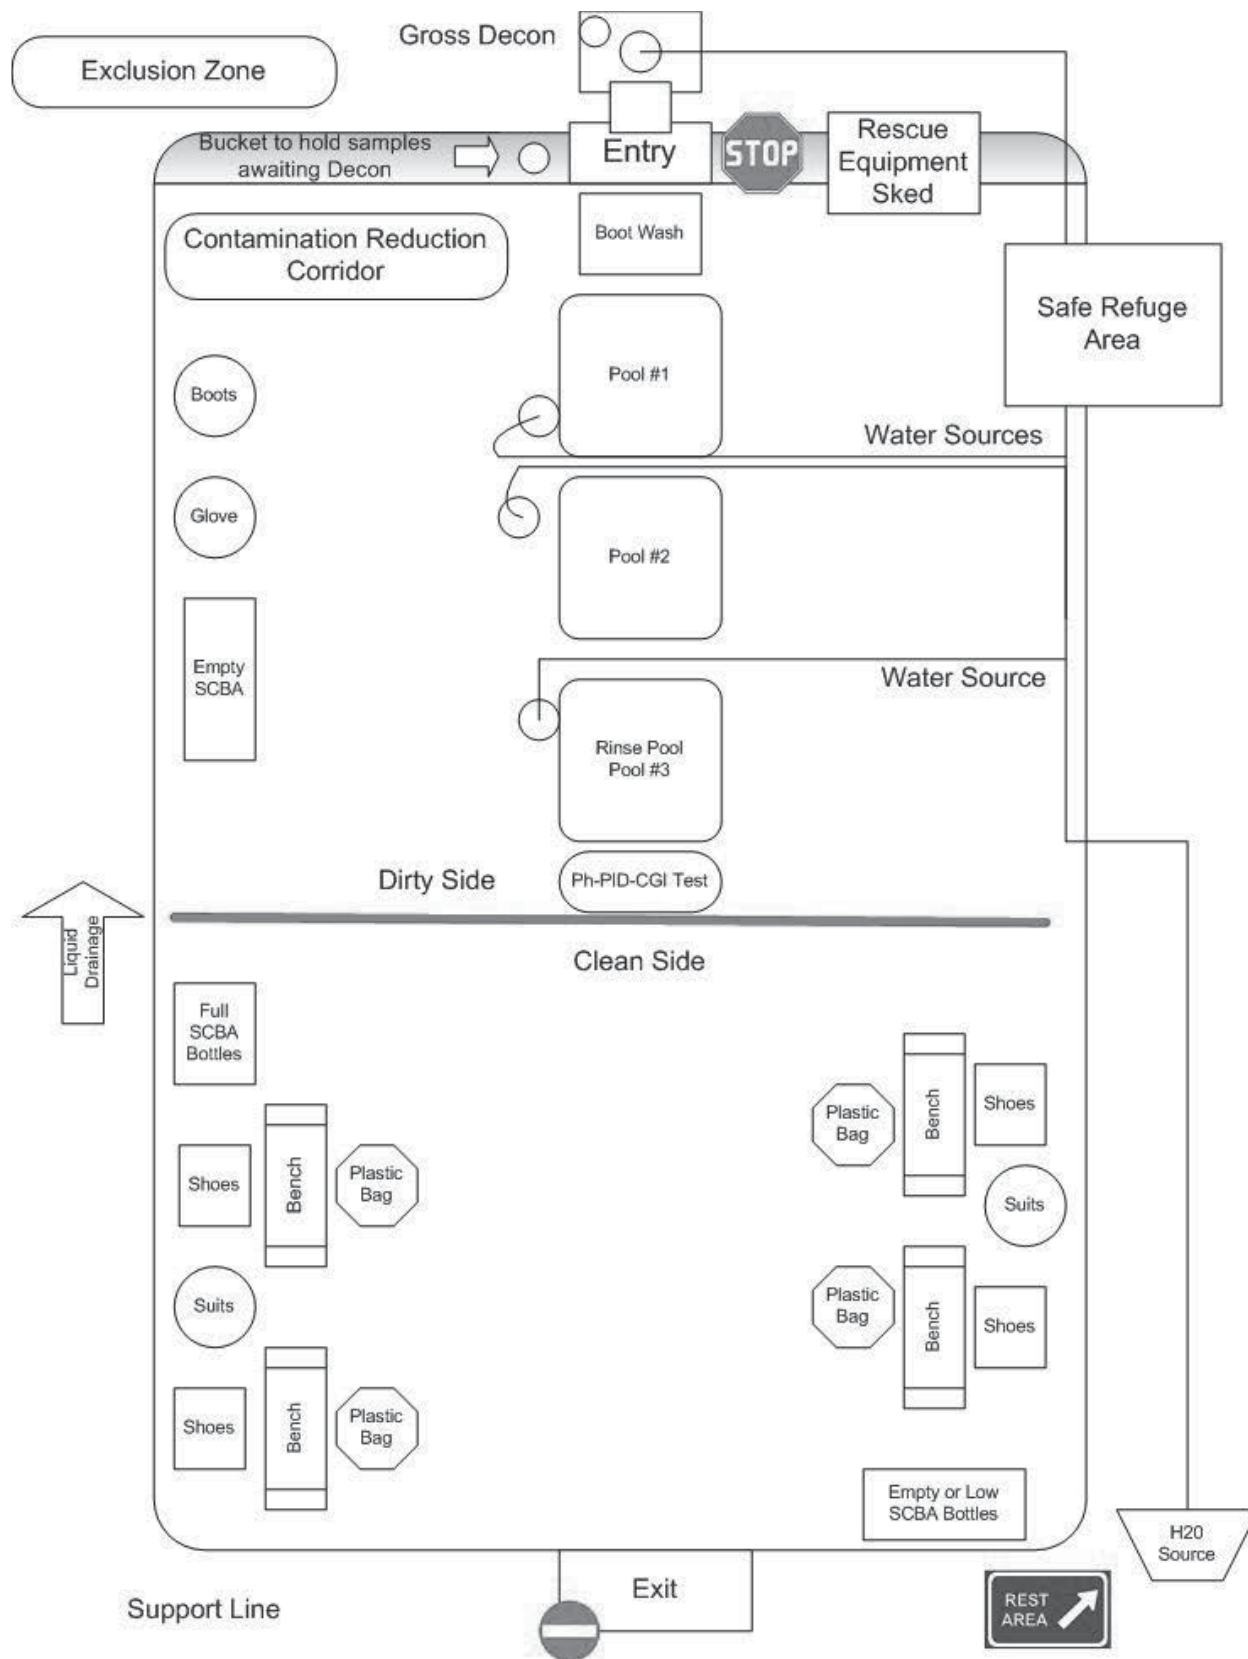 Gross Decon
Exclusion Zone
Bucket to hold samples
awaiting Decon
Entry
STOP
Rescue
Equipment
Sked
Boot Wash
Contamination Reduction
Corridor
Safe Refuge
Area
Pool #1
Boots
Water Sources
Glove
Pool #2
Empty
SCBA
Water Source
Rinse Pool
Pool #3
Dirty Side
Ph-PID-CGI Test
Liquid
Drainage
Clean Side
Full
SCBA
Bottles
Plastic
Bag
Bench
Shoes
Shoes
Bench
Plastic
Bag
Suits
Suits
Plastic
Bag
Bench
Shoes
Shoes
Bench
Plastic
Bag
Empty or Low
SCBA Bottles
H20
Source
Exit
Support Line
REST
AREA